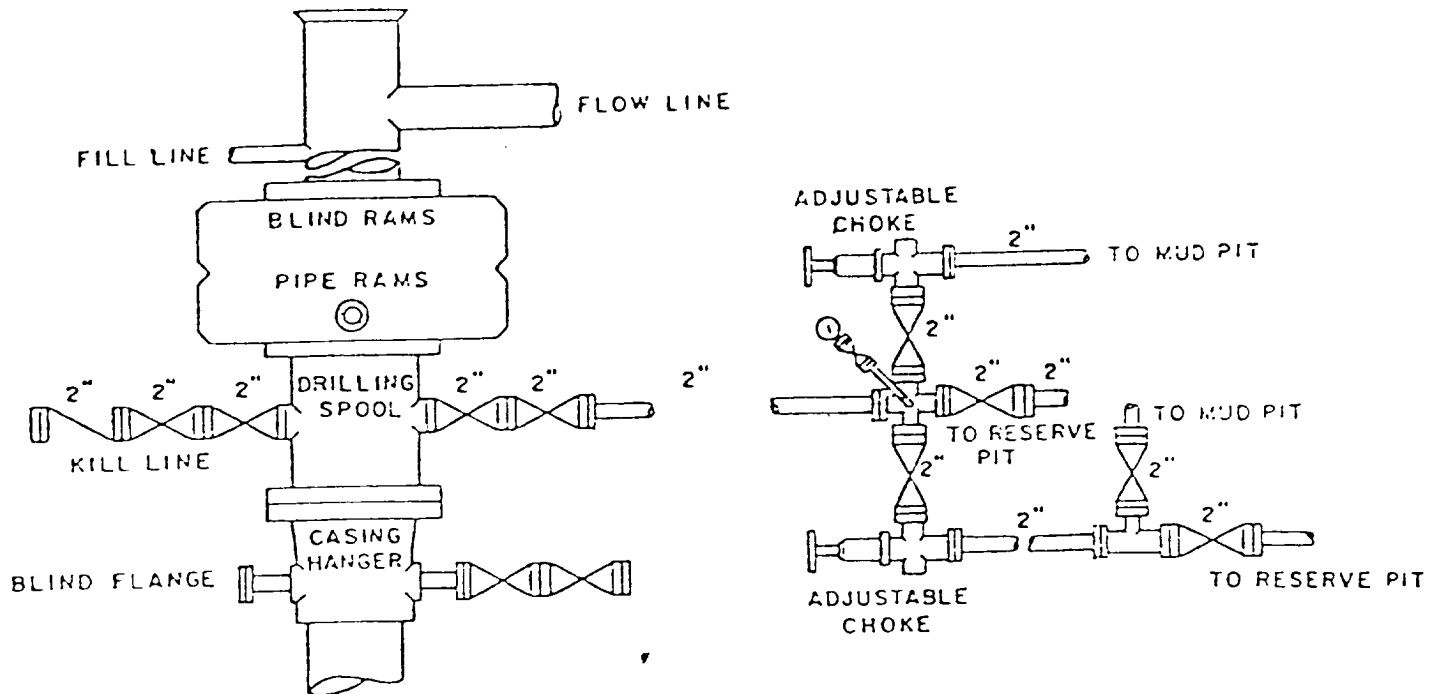 FLOW LINE
FILL LINE
BLIND RAMS
PIPE RAMS
2" 2" 2" DRILLING 2" 2" 2"
SPOOL
KILL LINE
CASING
HANGER
BLIND FLANGE
ADJUSTABLE
CHOKE
2"
TO MUD PIT
2"
2" 2"
TO RESERVE
PIT
TO MUD PIT
2"
2"
2"
2"
TO RESERVE PIT
ADJUSTABLE
CHOKE